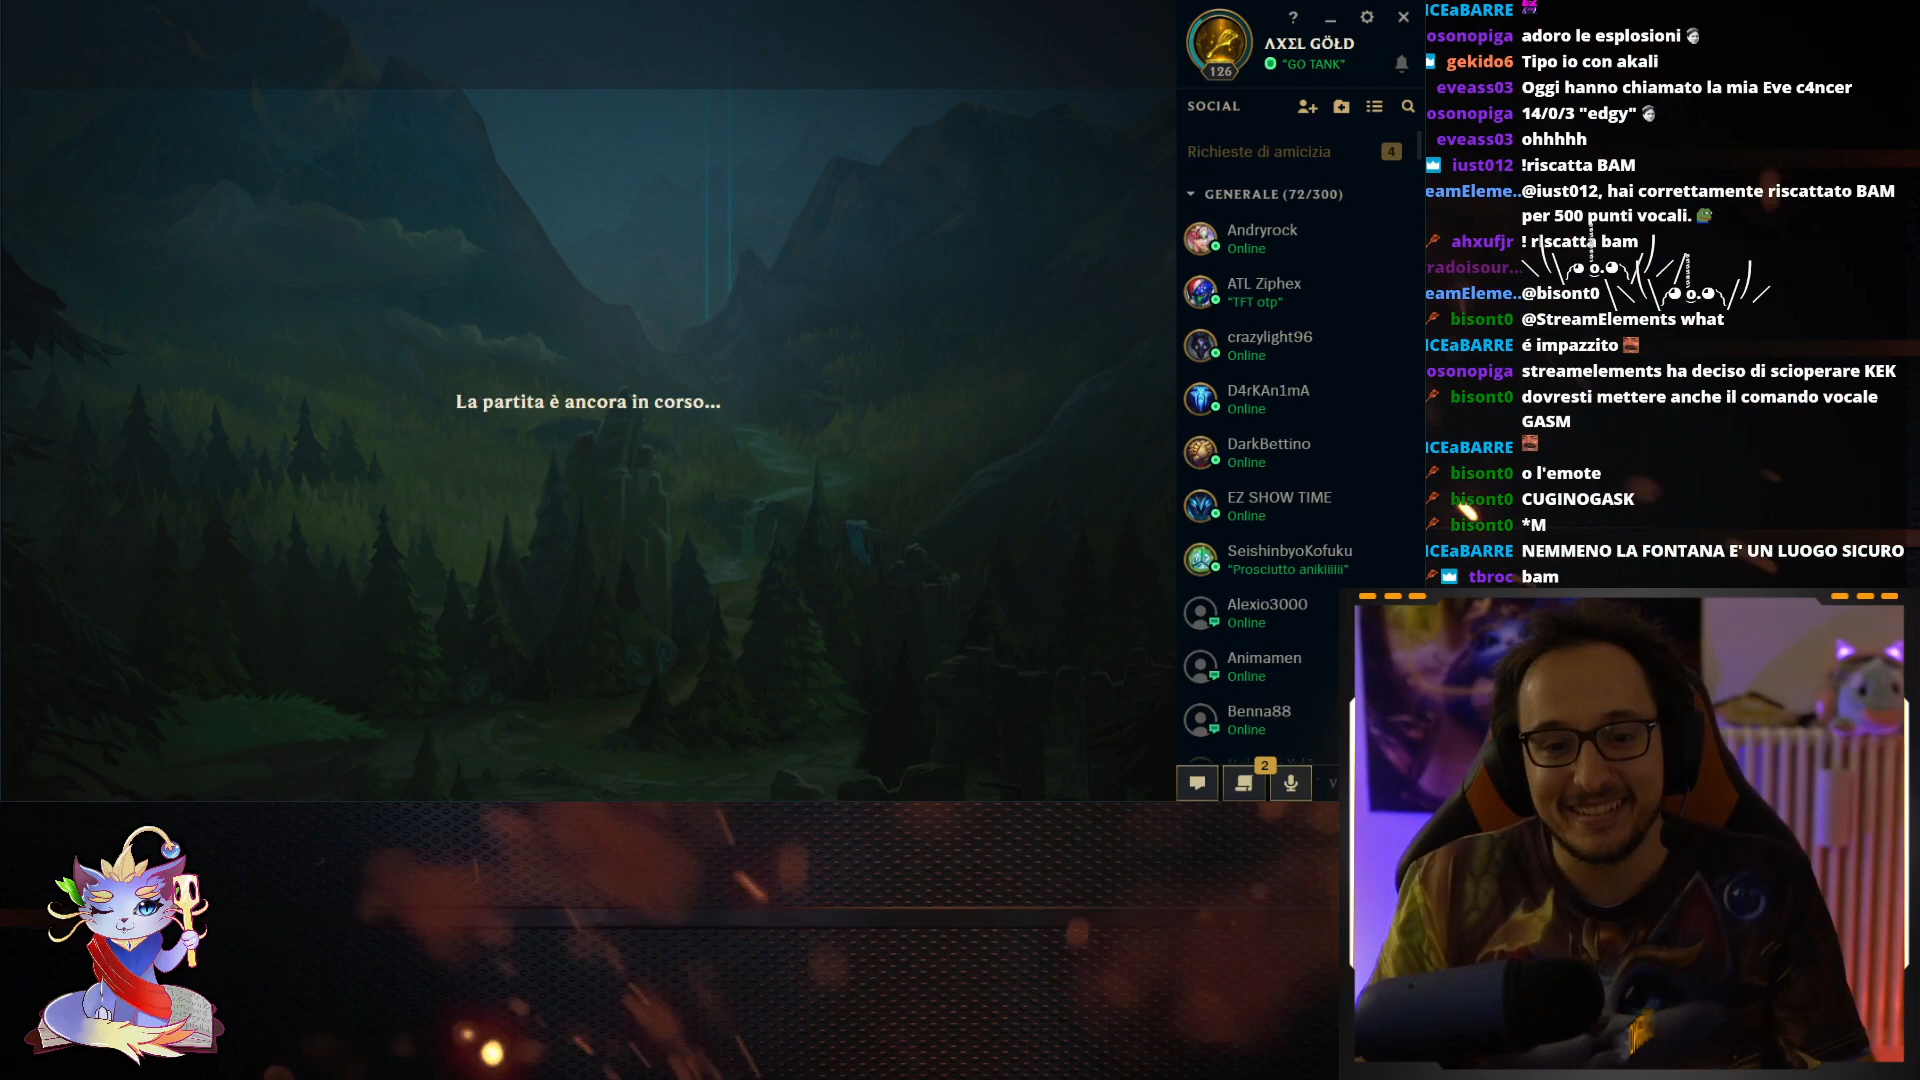 ΛXΣL GÖŁD
126
“GO TANK”
SOCIAL
Richieste di amicizia
4
GENERALE (72/300)
Andryrock
Online
ATL Ziphex
“TFT otp”
crazylight96
Online
D4rKAn1mA
Online
DarkBettino
Online
EZ SHOW TIME
Online
SeishinbyoKofuku
“Prosciutto anikiiiiii”
Alexio3000
Online
Animamen
Online
Benna88
Online
2
La partita è ancora in corso...
ICEaBARRE
osonopiga adoro le esplosioni
gekido6 Tipo io con akali
eveass03 Oggi hanno chiamato la mia Eve c4ncer
osonopiga 14/0/3 "edgy"
eveass03 ohhhhh
iust012 !riscatta BAM
eamEleme.. @iust012, hai correttamente riscattato BAM
per 500 punti vocali.
ahxufjr ! riscatta bam
radoisour...
eamEleme.. @bisont0
bisont0 @StreamElements what
ICEaBARRE é impazzito
osonopiga streamelements ha deciso di scioperare KEK
bisont0 dovresti mettere anche il comando vocale
GASM
ICEaBARRE
bisont0 o l'emote
bisont0 CUGINOGASK
bisont0 *M
ICEaBARRE NEMMENO LA FONTANA E' UN LUOGO SICURO
tbroc bam